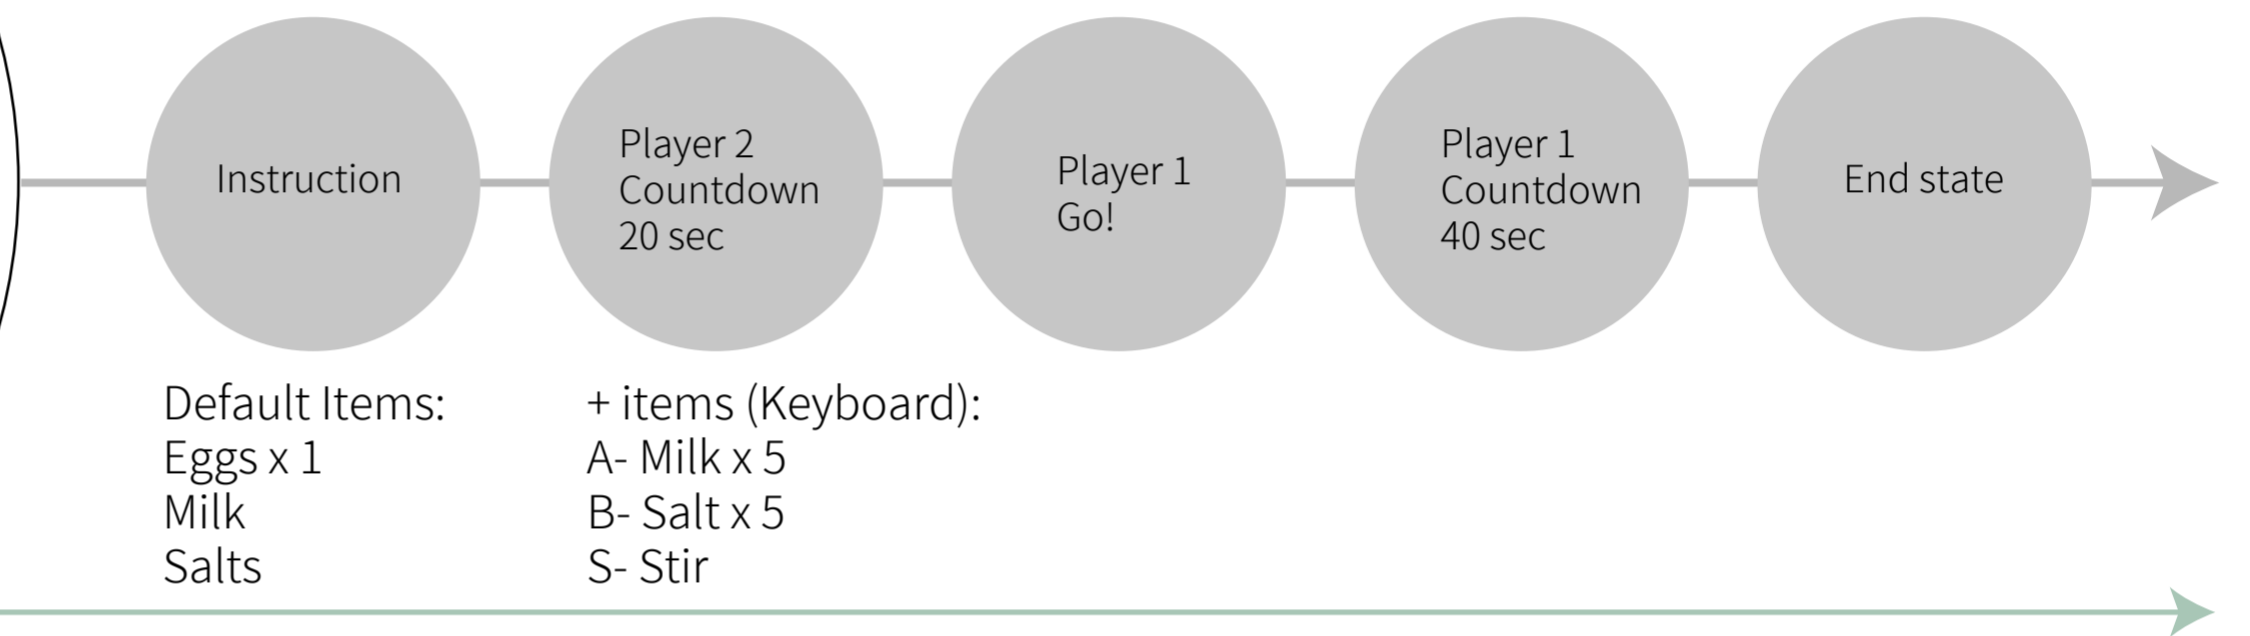 Instruction
Player 2
Countdown
20 sec
Player 1
Go!
Player 1
Countdown
40 sec
End state
Default Items:
Eggs x 1
Milk
Salts
+ items (Keyboard):
A- Milk x 5
B- Salt x 5
S- Stir